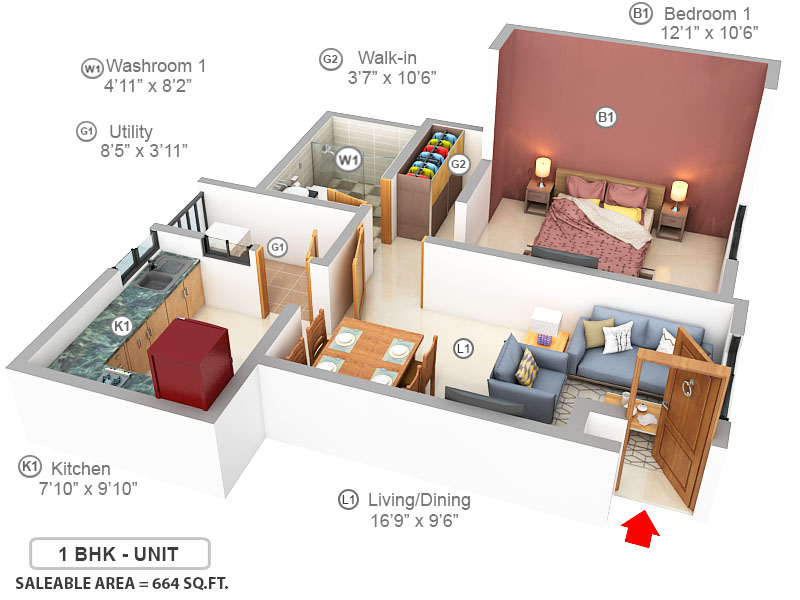 B1 Bedroom 1
12'1" x 10'6"
G2 Walk-in
3'7" x 10'6"
W1 Washroom 1
4'11" x 8'2"
G1 Utility
8'5" x 3'11"
B1
W1
G2
G1
K1
L1
K1 Kitchen
7'10" x 9'10"
L1 Living/Dining
16'9" x 9'6"
1 BHK - UNIT
SALEABLE AREA = 664 SQ.FT.